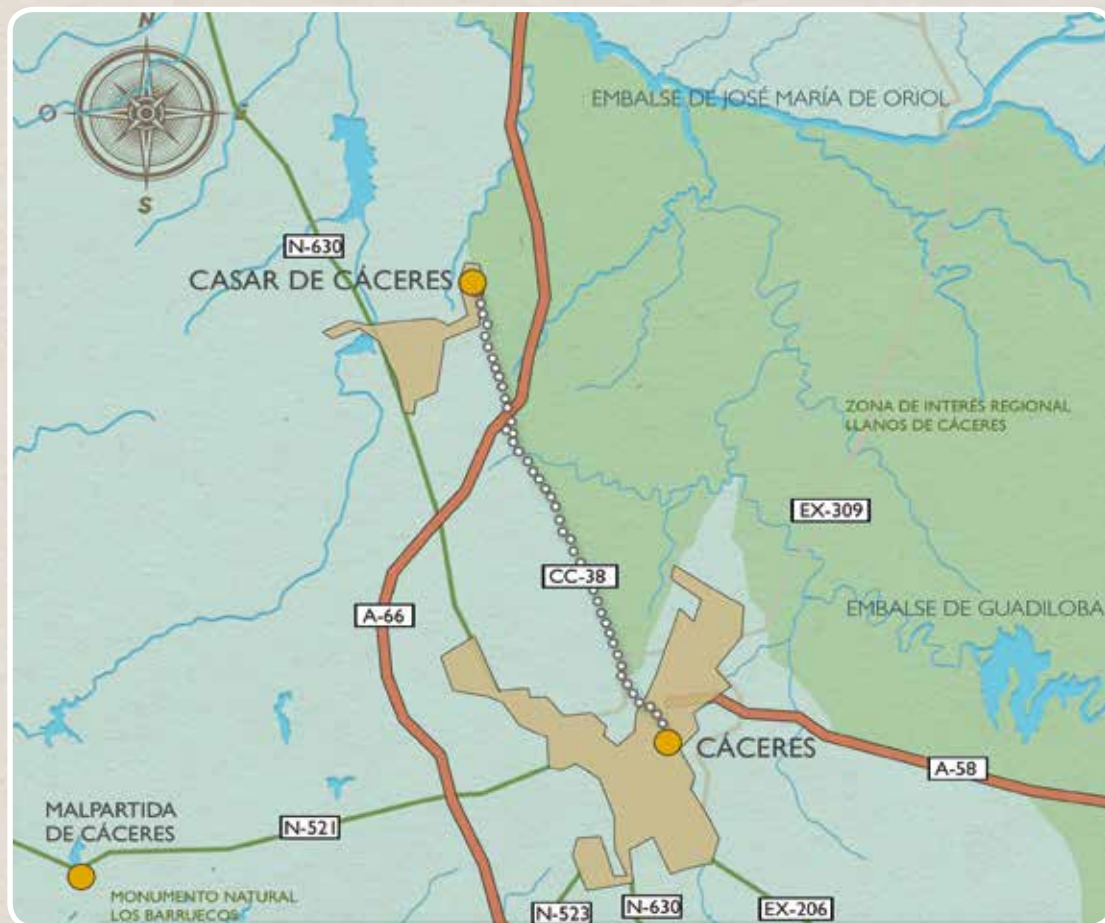 N
O
E
S
EMBALSE DE JOSÉ MARÍA DE ORIOL
N-630
CASAR DE CÁCERES
ZONA DE INTERÉS REGIONAL
LLANOS DE CÁCERES
EX-309
CC-38
A-66
EMBALSE DE GUADILOBA
CÁCERES
A-58
MALPARTIDA
DE CÁCERES
N-521
MONUMENTO NATURAL
LOS BARRUECOS
N-523
N-630
EX-206